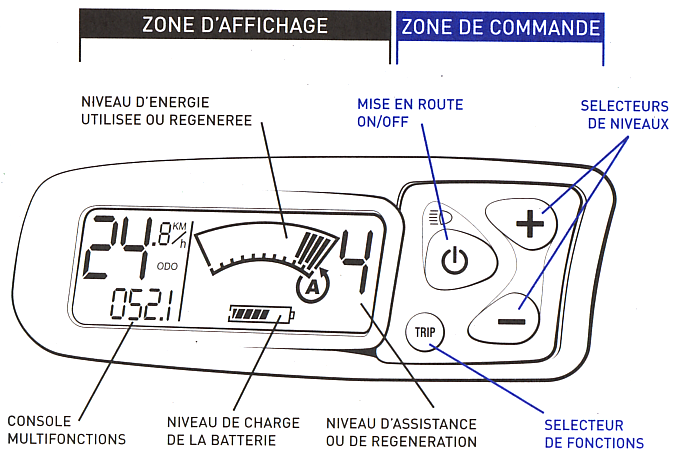 ZONE D'AFFICHAGE
ZONE DE COMMANDE
NIVEAU D'ENERGIE
UTILISEE OU REGENEREE
MISE EN ROUTE
ON/OFF
SELECTEURS
DE NIVEAUX
24.8 KM/h
ODO
052.1
A
4
+
−
TRIP
CONSOLE
MULTIFONCTIONS
NIVEAU DE CHARGE
DE LA BATTERIE
NIVEAU D'ASSISTANCE
OU DE REGENERATION
SELECTEUR
DE FONCTIONS